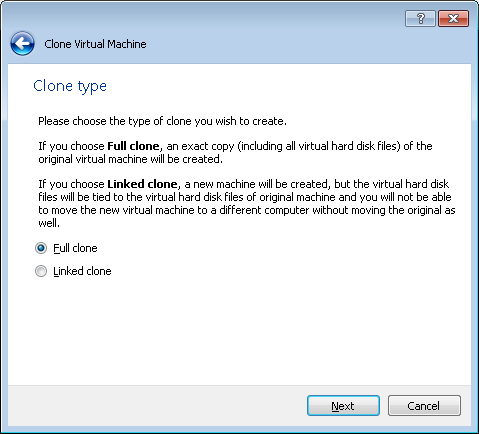 Clone Virtual Machine
Clone type
Please choose the type of clone you wish to create.
If you choose Full clone, an exact copy (including all virtual hard disk files) of the
original virtual machine will be created.
If you choose Linked clone, a new machine will be created, but the virtual hard disk
files will be tied to the virtual hard disk files of original machine and you will not be able
to move the new virtual machine to a different computer without moving the original as
well.
Full clone
Linked clone
Next
Cancel